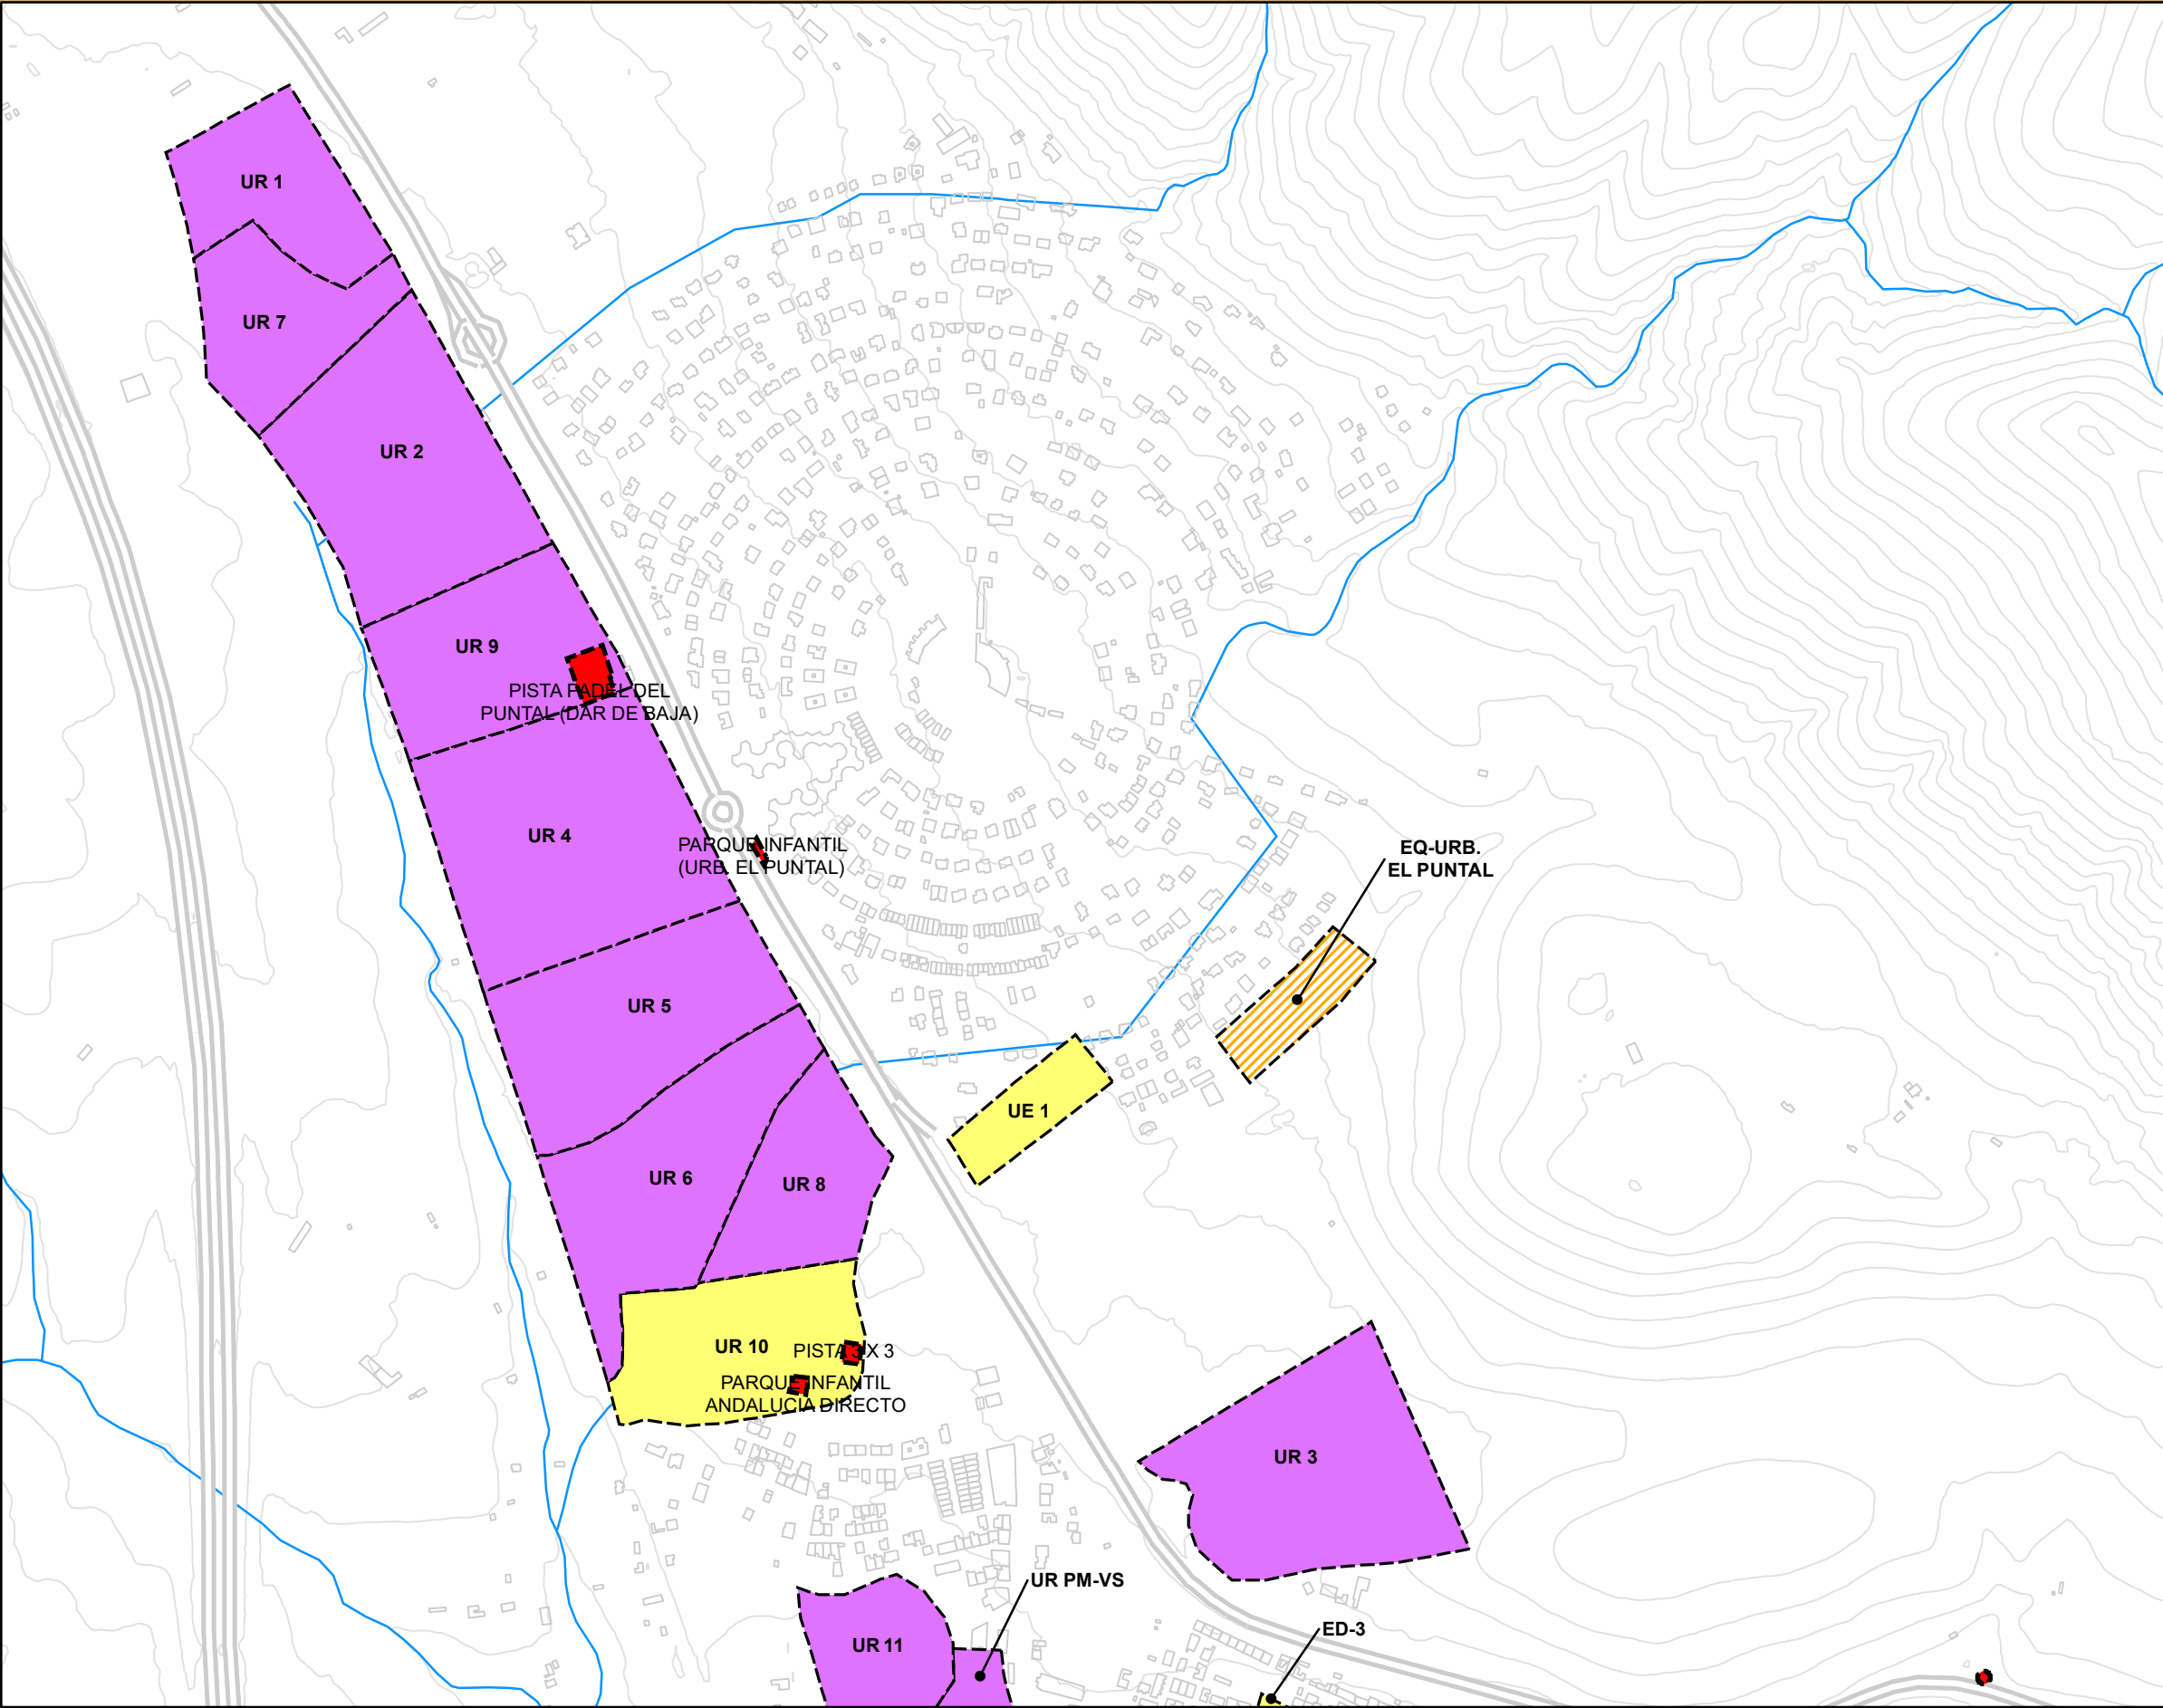 UR 1
UR 7
UR 2
UR 9
PISTA PADEL DEL
PUNTAL (DAR DE BAJA)
UR 4
PARQUE INFANTIL
(URB. EL PUNTAL)
EQ-URB.
EL PUNTAL
UR 5
UE 1
UR 6
UR 8
UR 10
PISTA 3 X 3
PARQUE INFANTIL
ANDALUCIA DIRECTO
UR 3
UR PM-VS
ED-3
UR 11